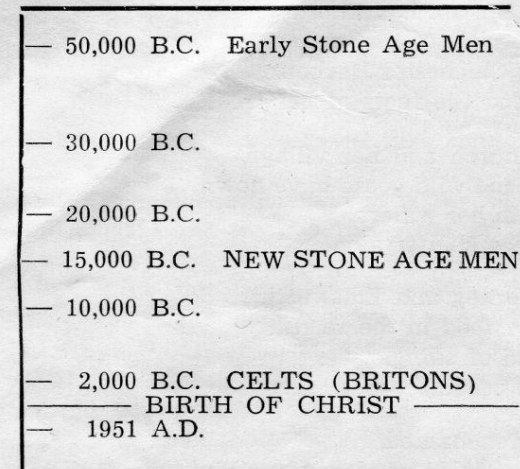 50,000 B.C. Early Stone Age Men
30,000 B.C.
20,000 B.C.
15,000 B.C. NEW STONE AGE MEN
10,000 B.C.
2,000 B.C. CELTS (BRITONS)
BIRTH OF CHRIST
1951 A.D.